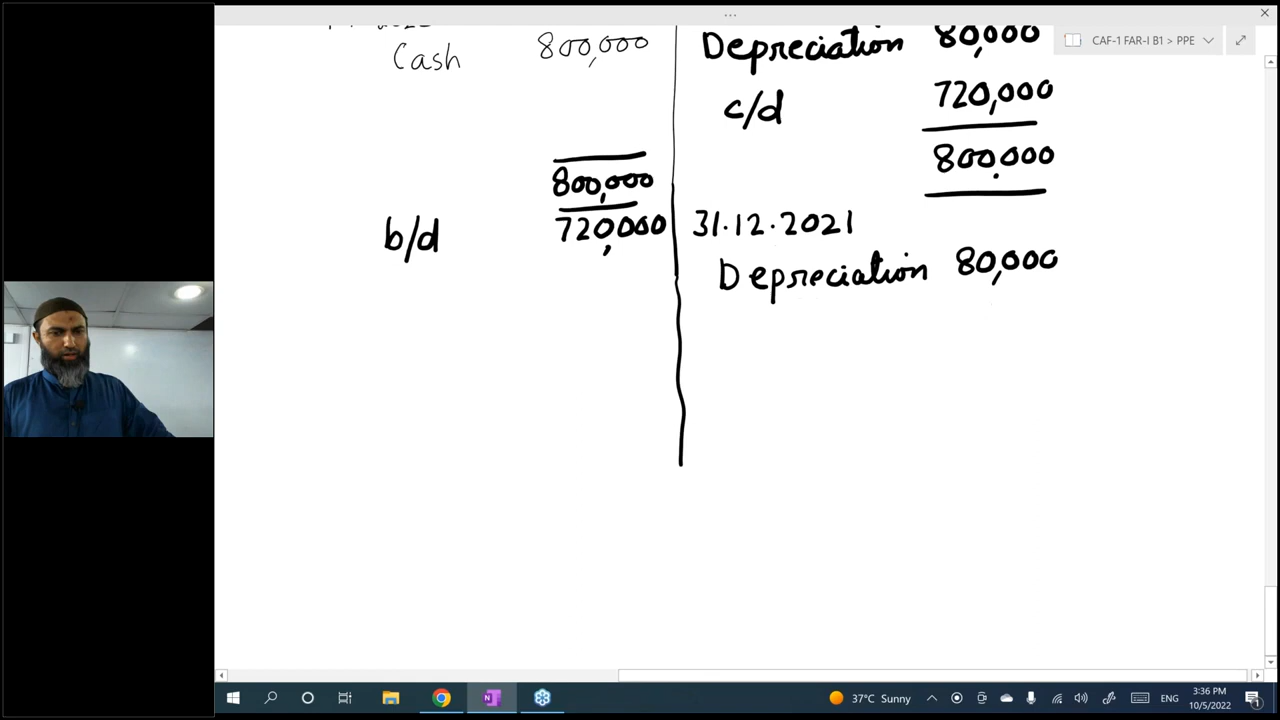 CAF-1 FAR-I B1 > PPE
Cash 800,000
800,000
b/d 720,000
Depreciation 80,000
c/d 720,000
800,000
31.12.2021
Depreciation 80,000
37°C Sunny
ENG
3:36 PM
10/5/2022
1